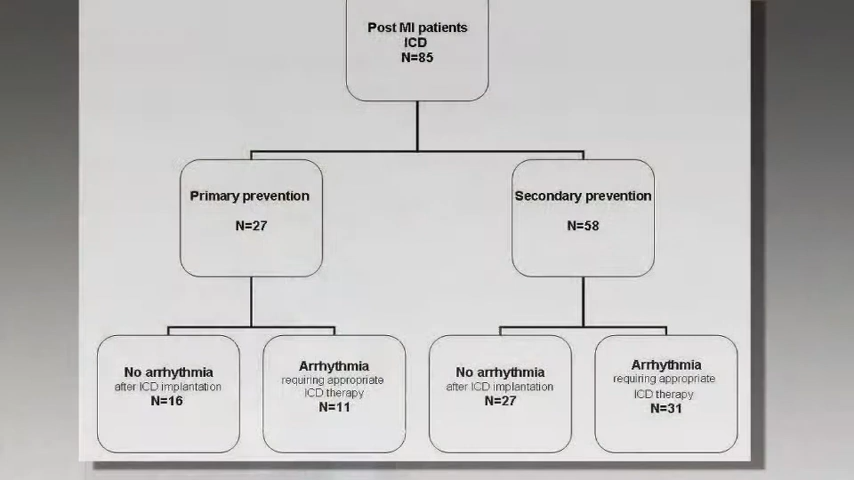 Post MI patients
ICD
N=85
Primary prevention
N=27
Secondary prevention
N=58
No arrhythmia
after ICD implantation
N=16
Arrhythmia
requiring appropriate
ICD therapy
N=11
No arrhythmia
after ICD implantation
N=27
Arrhythmia
requiring appropriate
ICD therapy
N=31